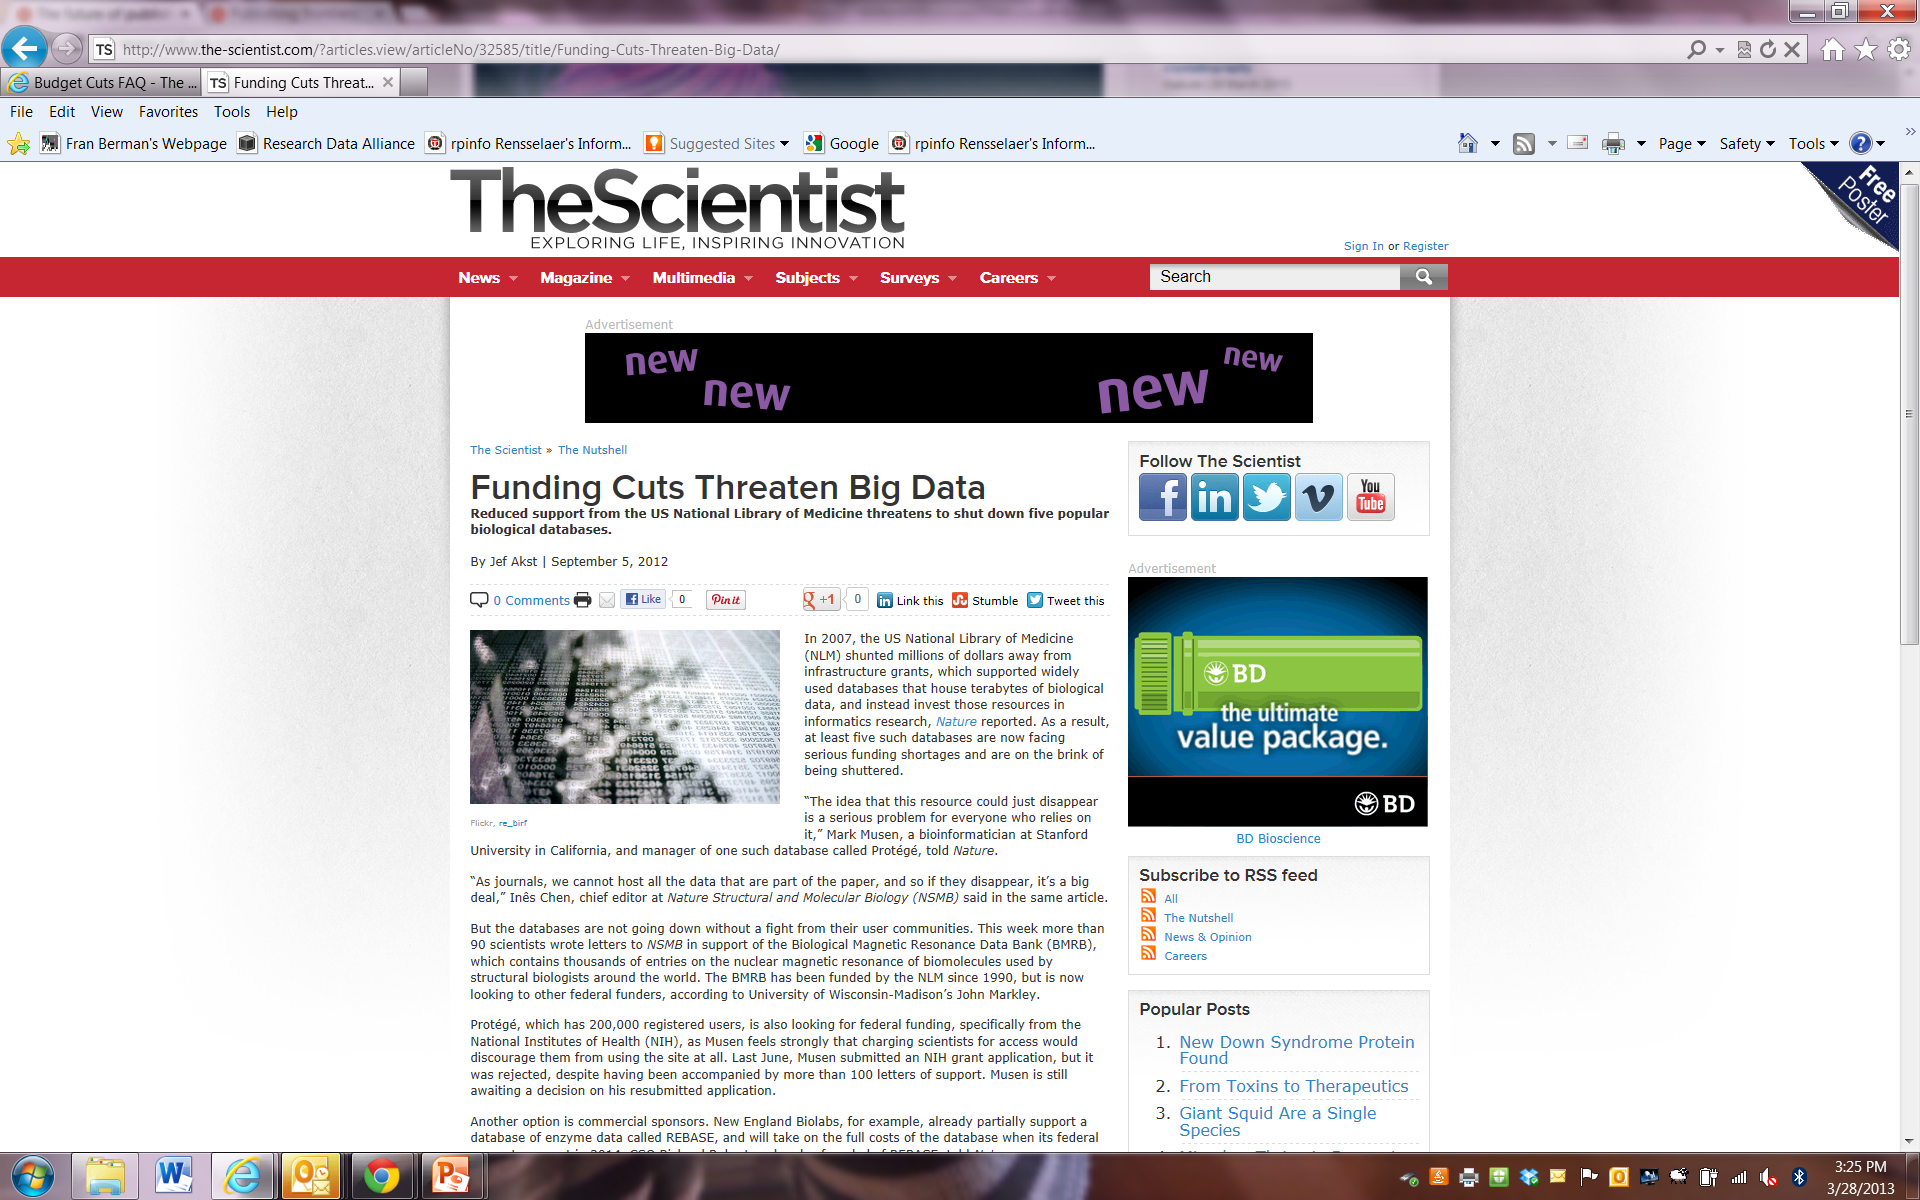 TS http://www.the-scientist.com/?articles.view/articleNo/32585/title/Funding-Cuts-Threaten-Big-Data/
Budget Cuts FAQ - The ...
TS Funding Cuts Threat...
File Edit View Favorites Tools Help
Fran Berman's Webpage Research Data Alliance rpinfo Rensselaer's Inform... Suggested Sites Google rpinfo Rensselaer's Inform...
Page Safety Tools
TheScientist
EXPLORING LIFE, INSPIRING INNOVATION
Free Poster
Sign In or Register
News Magazine Multimedia Subjects Surveys Careers Search
Advertisement
new new new new
The Scientist » The Nutshell
Funding Cuts Threaten Big Data
Reduced support from the US National Library of Medicine threatens to shut down five popular
biological databases.
By Jef Akst | September 5, 2012
0 Comments Like 0 Pin it +1 0 Link this Stumble Tweet this
In 2007, the US National Library of Medicine
(NLM) shunted millions of dollars away from
infrastructure grants, which supported widely
used databases that house terabytes of biological
data, and instead invest those resources in
informatics research, Nature reported. As a result,
at least five such databases are now facing
serious funding shortages and are on the brink of
being shuttered.
Flickr, re_birf
“The idea that this resource could just disappear
is a serious problem for everyone who relies on
it,” Mark Musen, a bioinformatician at Stanford
University in California, and manager of one such database called Protégé, told Nature.
“As journals, we cannot host all the data that are part of the paper, and so if they disappear, it’s a big
deal,” Inês Chen, chief editor at Nature Structural and Molecular Biology (NSMB) said in the same article.
But the databases are not going down without a fight from their user communities. This week more than
90 scientists wrote letters to NSMB in support of the Biological Magnetic Resonance Data Bank (BMRB),
which contains thousands of entries on the nuclear magnetic resonance of biomolecules used by
structural biologists around the world. The BMRB has been funded by the NLM since 1990, but is now
looking to other federal funders, according to University of Wisconsin-Madison’s John Markley.
Protégé, which has 200,000 registered users, is also looking for federal funding, specifically from the
National Institutes of Health (NIH), as Musen feels strongly that charging scientists for access would
discourage them from using the site at all. Last June, Musen submitted an NIH grant application, but it
was rejected, despite having been accompanied by more than 100 letters of support. Musen is still
awaiting a decision on his resubmitted application.
Another option is commercial sponsors. New England Biolabs, for example, already partially support a
database of enzyme data called REBASE, and will take on the full costs of the database when its federal
Follow The Scientist
You Tube
Advertisement
BD
the ultimate
value package.
BD
BD Bioscience
Subscribe to RSS feed
All
The Nutshell
News & Opinion
Careers
Popular Posts
1. New Down Syndrome Protein
Found
2. From Toxins to Therapeutics
3. Giant Squid Are a Single
Species
3:25 PM
3/28/2013